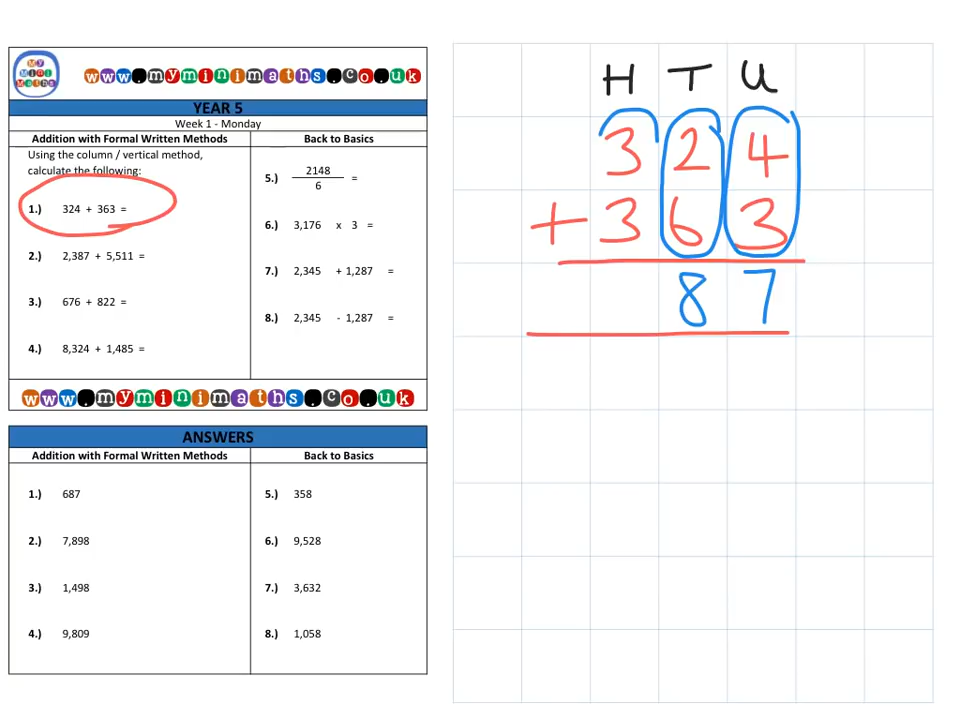 My
Mini
Maths
www.myminimaths.co.uk
YEAR 5
Week 1 - Monday
Addition with Formal Written Methods
Using the column / vertical method,
calculate the following:
1.) 324 + 363 =
2.) 2,387 + 5,511 =
3.) 676 + 822 =
4.) 8,324 + 1,485 =
Back to Basics
5.) 2148
6 =
6.) 3,176 x 3 =
7.) 2,345 + 1,287 =
8.) 2,345 - 1,287 =
www.myminimaths.co.uk
ANSWERS
Addition with Formal Written Methods
1.) 687
2.) 7,898
3.) 1,498
4.) 9,809
Back to Basics
5.) 358
6.) 9,528
7.) 3,632
8.) 1,058
H T U
3 2 4
+ 3 6 3
8 7